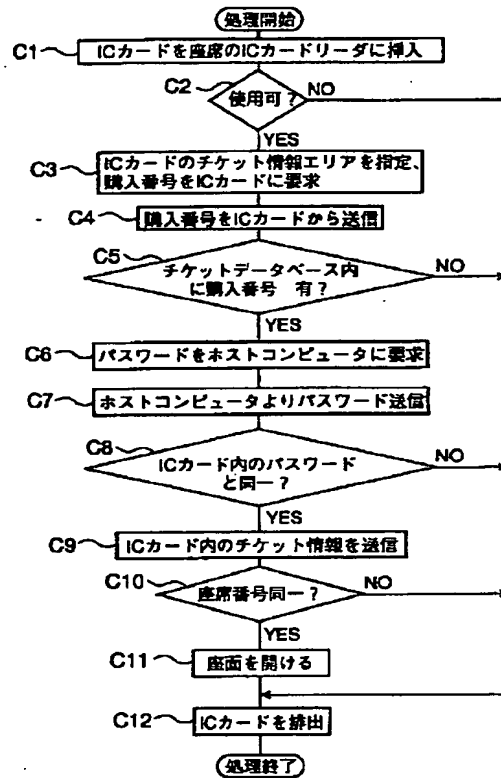 処理開始
C1
ICカードを座席のICカードリーダに挿入
C2
使用可?
NO
YES
C3
ICカードのチケット情報エリアを指定、
購入番号をICカードに要求
C4
購入番号をICカードから送信
C5
チケットデータベース内
に購入番号 有?
NO
YES
C6
パスワードをホストコンピュータに要求
C7
ホストコンピュータよりパスワード送信
C8
ICカード内のパスワード
と同一?
NO
YES
C9
ICカード内のチケット情報を送信
C10
座席番号同一?
NO
YES
C11
座面を開ける
C12
ICカードを排出
処理終了